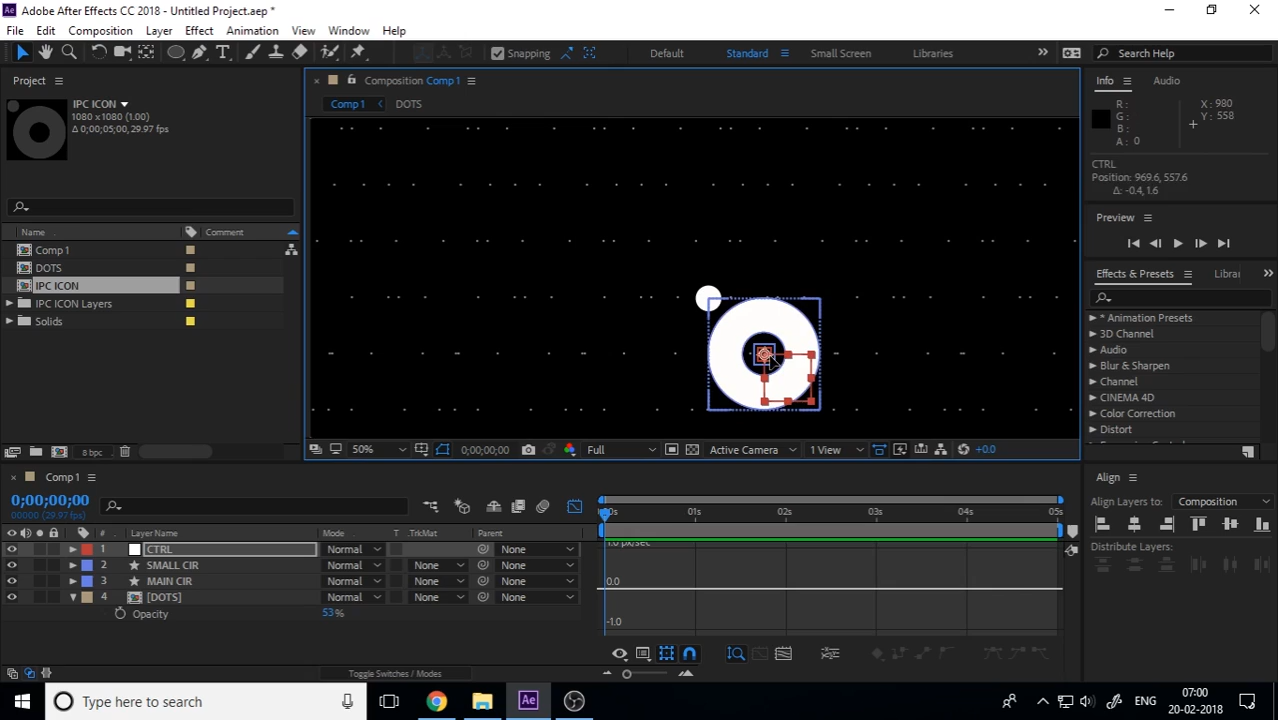 Ae Adobe After Effects CC 2018 - Untitled Project.aep *
File Edit Composition Layer Effect Animation View Window Help
Snapping Default Standard Small Screen Libraries Search Help
Project
IPC ICON
1080 x 1080 (1.00)
Δ 0;00;05;00, 29.97 fps
Name Comment
Comp 1
DOTS
IPC ICON
IPC ICON Layers
Solids
8 bpc
Composition Comp 1
Comp 1 DOTS
50% 0;00;00;00 Full Active Camera 1 View +0.0
Info Audio
R : X : 980
G : Y : 558
B :
A : 0
CTRL
Position: 969.6, 557.6
Δ: -0.4, 1.6
Preview
Effects & Presets Librai
* Animation Presets
3D Channel
Audio
Blur & Sharpen
Channel
CINEMA 4D
Color Correction
Distort
Align
Align Layers to: Composition
Distribute Layers:
Comp 1
0;00;00;00
00000 (29.97 fps)
# Layer Name Mode T .TrkMat Parent
1 CTRL Normal None
2 SMALL CIR Normal None None
3 MAIN CIR Normal None None
4 [DOTS] Normal None None
Opacity 53 %
:00s 01s 02s 03s 04s 05s
1.0 px/sec
0.0
-1.0
Toggle Switches / Modes
Type here to search
Ae
ENG
07:00
20-02-2018